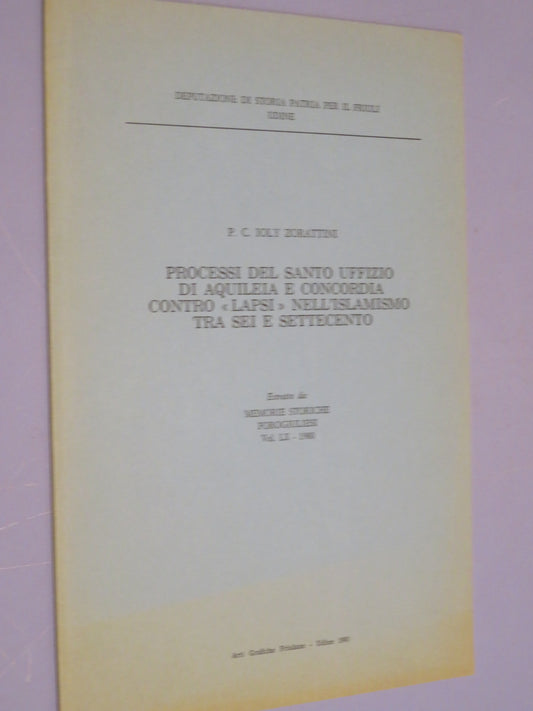 DEPUTAZIONE DI STORIA PATRIA PER IL FRIULI
UDINE
P. C. IOLY ZORATTINI
PROCESSI DEL SANTO UFFIZIO
DI AQUILEIA E CONCORDIA
CONTRO « LAPSI » NELL'ISLAMISMO
TRA SEI E SETTECENTO
Estratto da
MEMORIE STORICHE
FOROGIULIESI
Vol. LX - 1980
Arti Grafiche Friulane - Udine